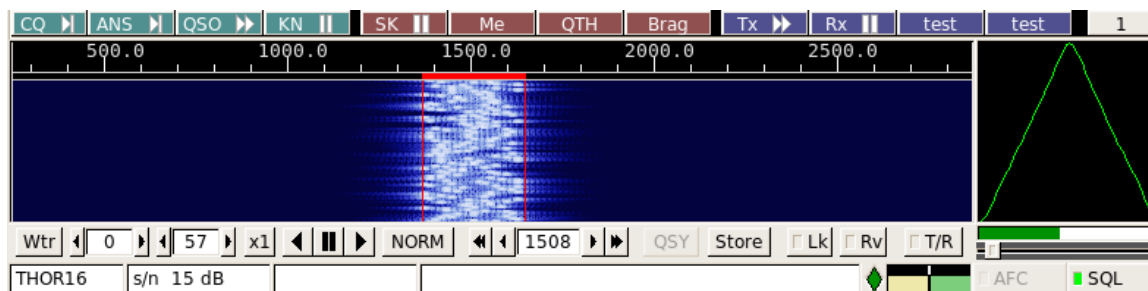 CQ ANS QSO KN SK Me QTH Brag Tx Rx test test 1
500.0 1000.0 1500.0 2000.0 2500.0
Wtr 0 57 x1 NORM 1508 QSY Store Lk Rv T/R
THOR16 s/n 15 dB AFC SQL